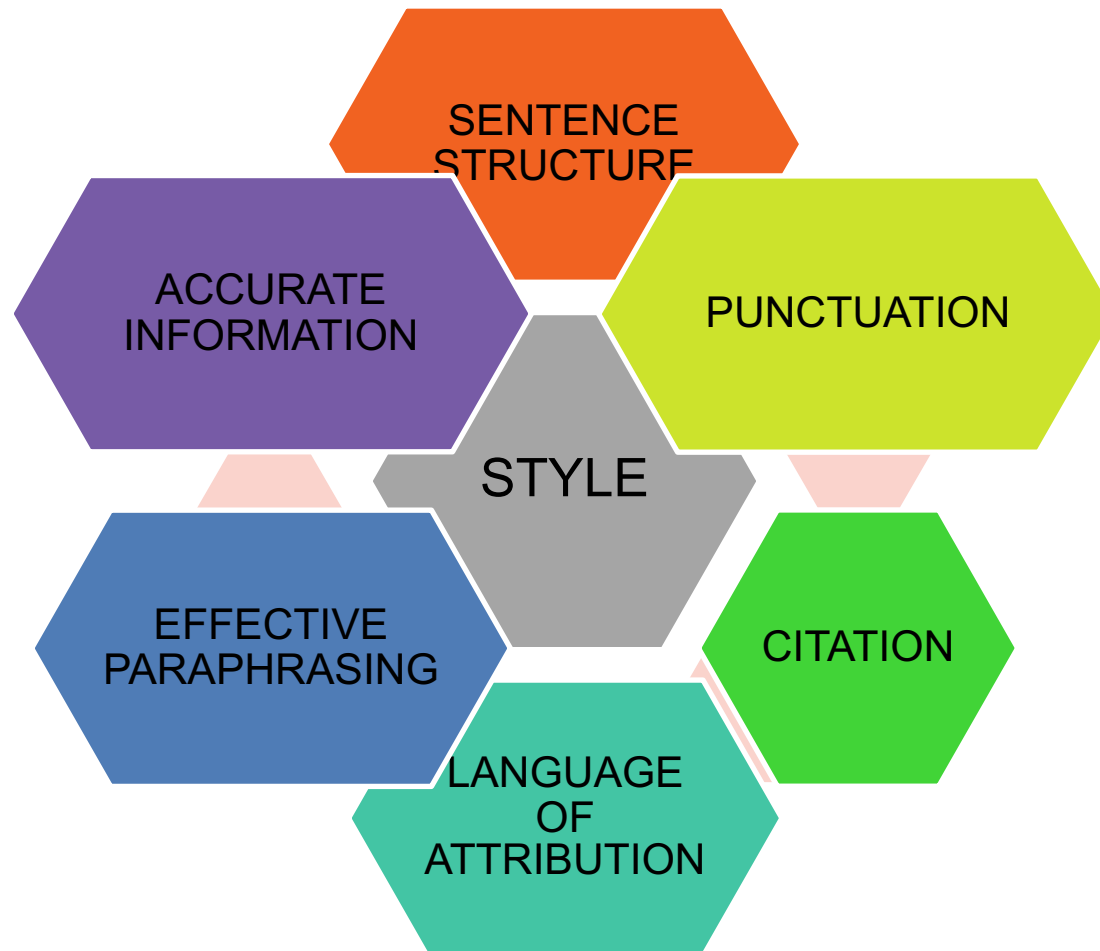 SENTENCE
STRUCTURE
ACCURATE
INFORMATION
PUNCTUATION
STYLE
EFFECTIVE
PARAPHRASING
CITATION
LANGUAGE
OF
ATTRIBUTION